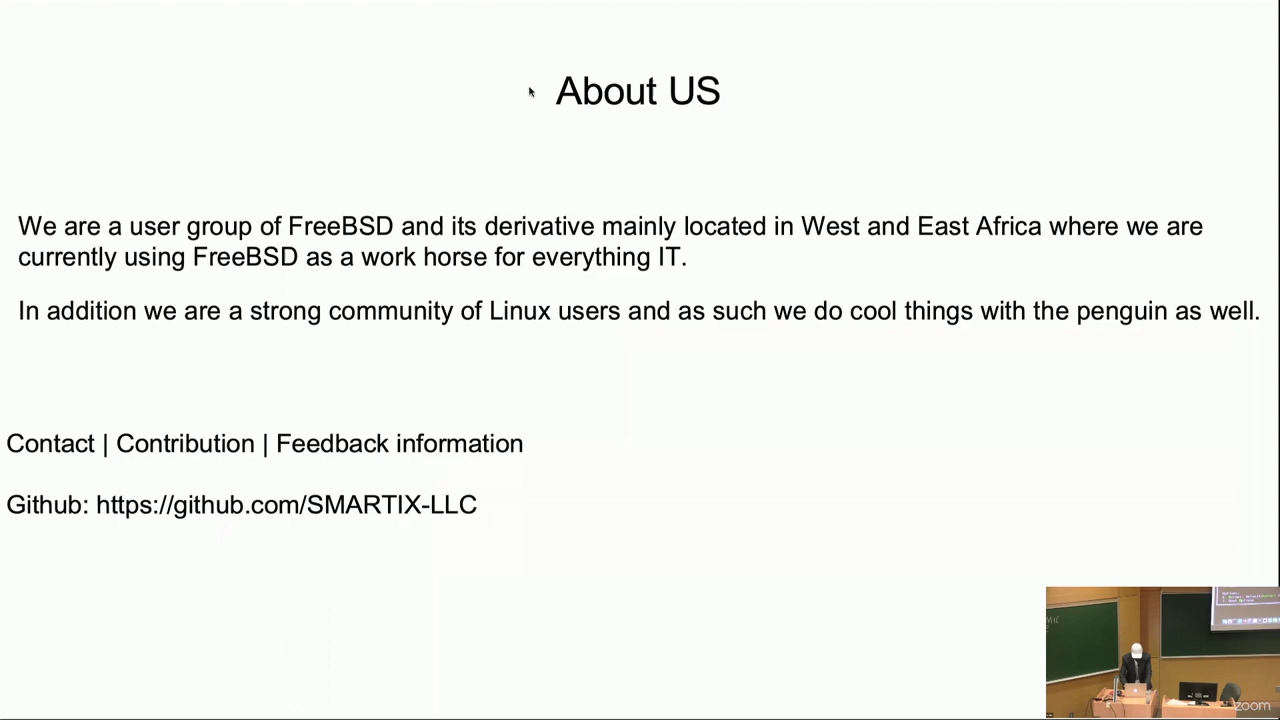 About US
We are a user group of FreeBSD and its derivative mainly located in West and East Africa where we are
currently using FreeBSD as a work horse for everything IT.
In addition we are a strong community of Linux users and as such we do cool things with the penguin as well.
Contact | Contribution | Feedback information
Github: https://github.com/SMARTIX-LLC
zoom